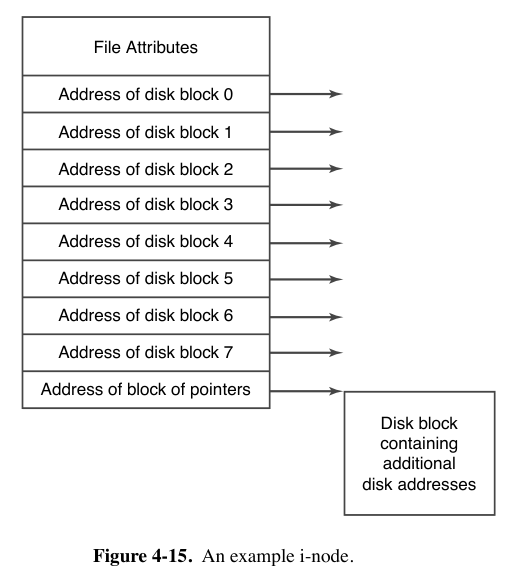 File Attributes
Address of disk block 0
Address of disk block 1
Address of disk block 2
Address of disk block 3
Address of disk block 4
Address of disk block 5
Address of disk block 6
Address of disk block 7
Address of block of pointers
Disk block
containing
additional
disk addresses
Figure 4-15. An example i-node.